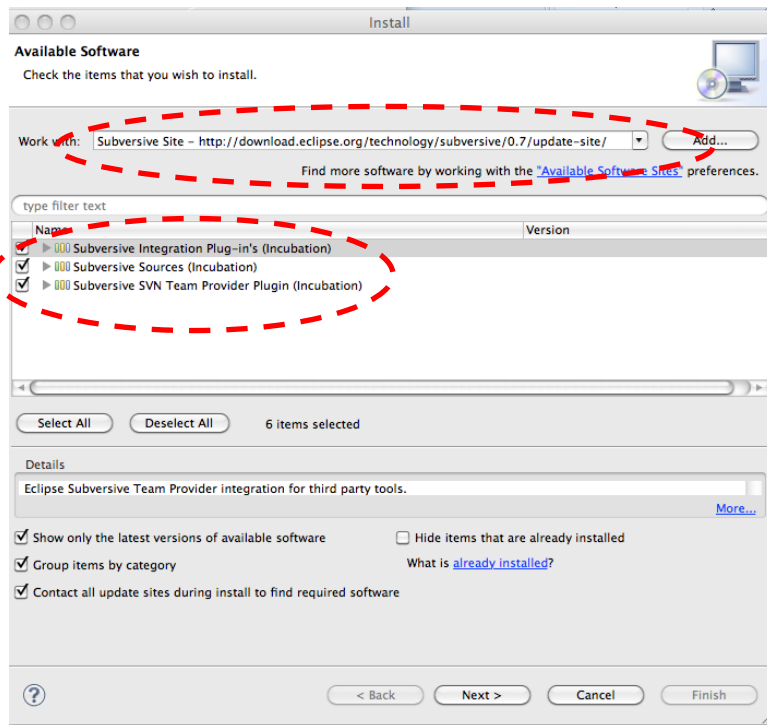 Install
Available Software
Check the items that you wish to install.
Work with: Subversive Site – http://download.eclipse.org/technology/subversive/0.7/update-site/ Add...
Find more software by working with the "Available Software Sites" preferences.
type filter text
Name Version
Subversive Integration Plug-in's (Incubation)
Subversive Sources (Incubation)
Subversive SVN Team Provider Plugin (Incubation)
Select All Deselect All 6 items selected
Details
Eclipse Subversive Team Provider integration for third party tools.
More...
Show only the latest versions of available software Hide items that are already installed
Group items by category What is already installed?
Contact all update sites during install to find required software
? < Back Next > Cancel Finish